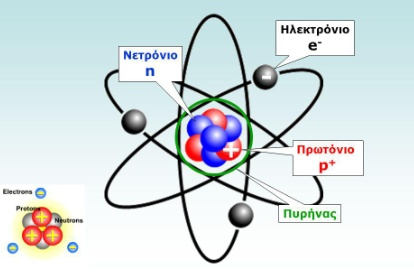 Ηλεκτρόνιο
e-
Νετρόνιο
n
-
+
Πρωτόνιο
p+
Πυρήνας
Electrons
Protons
Neutrons